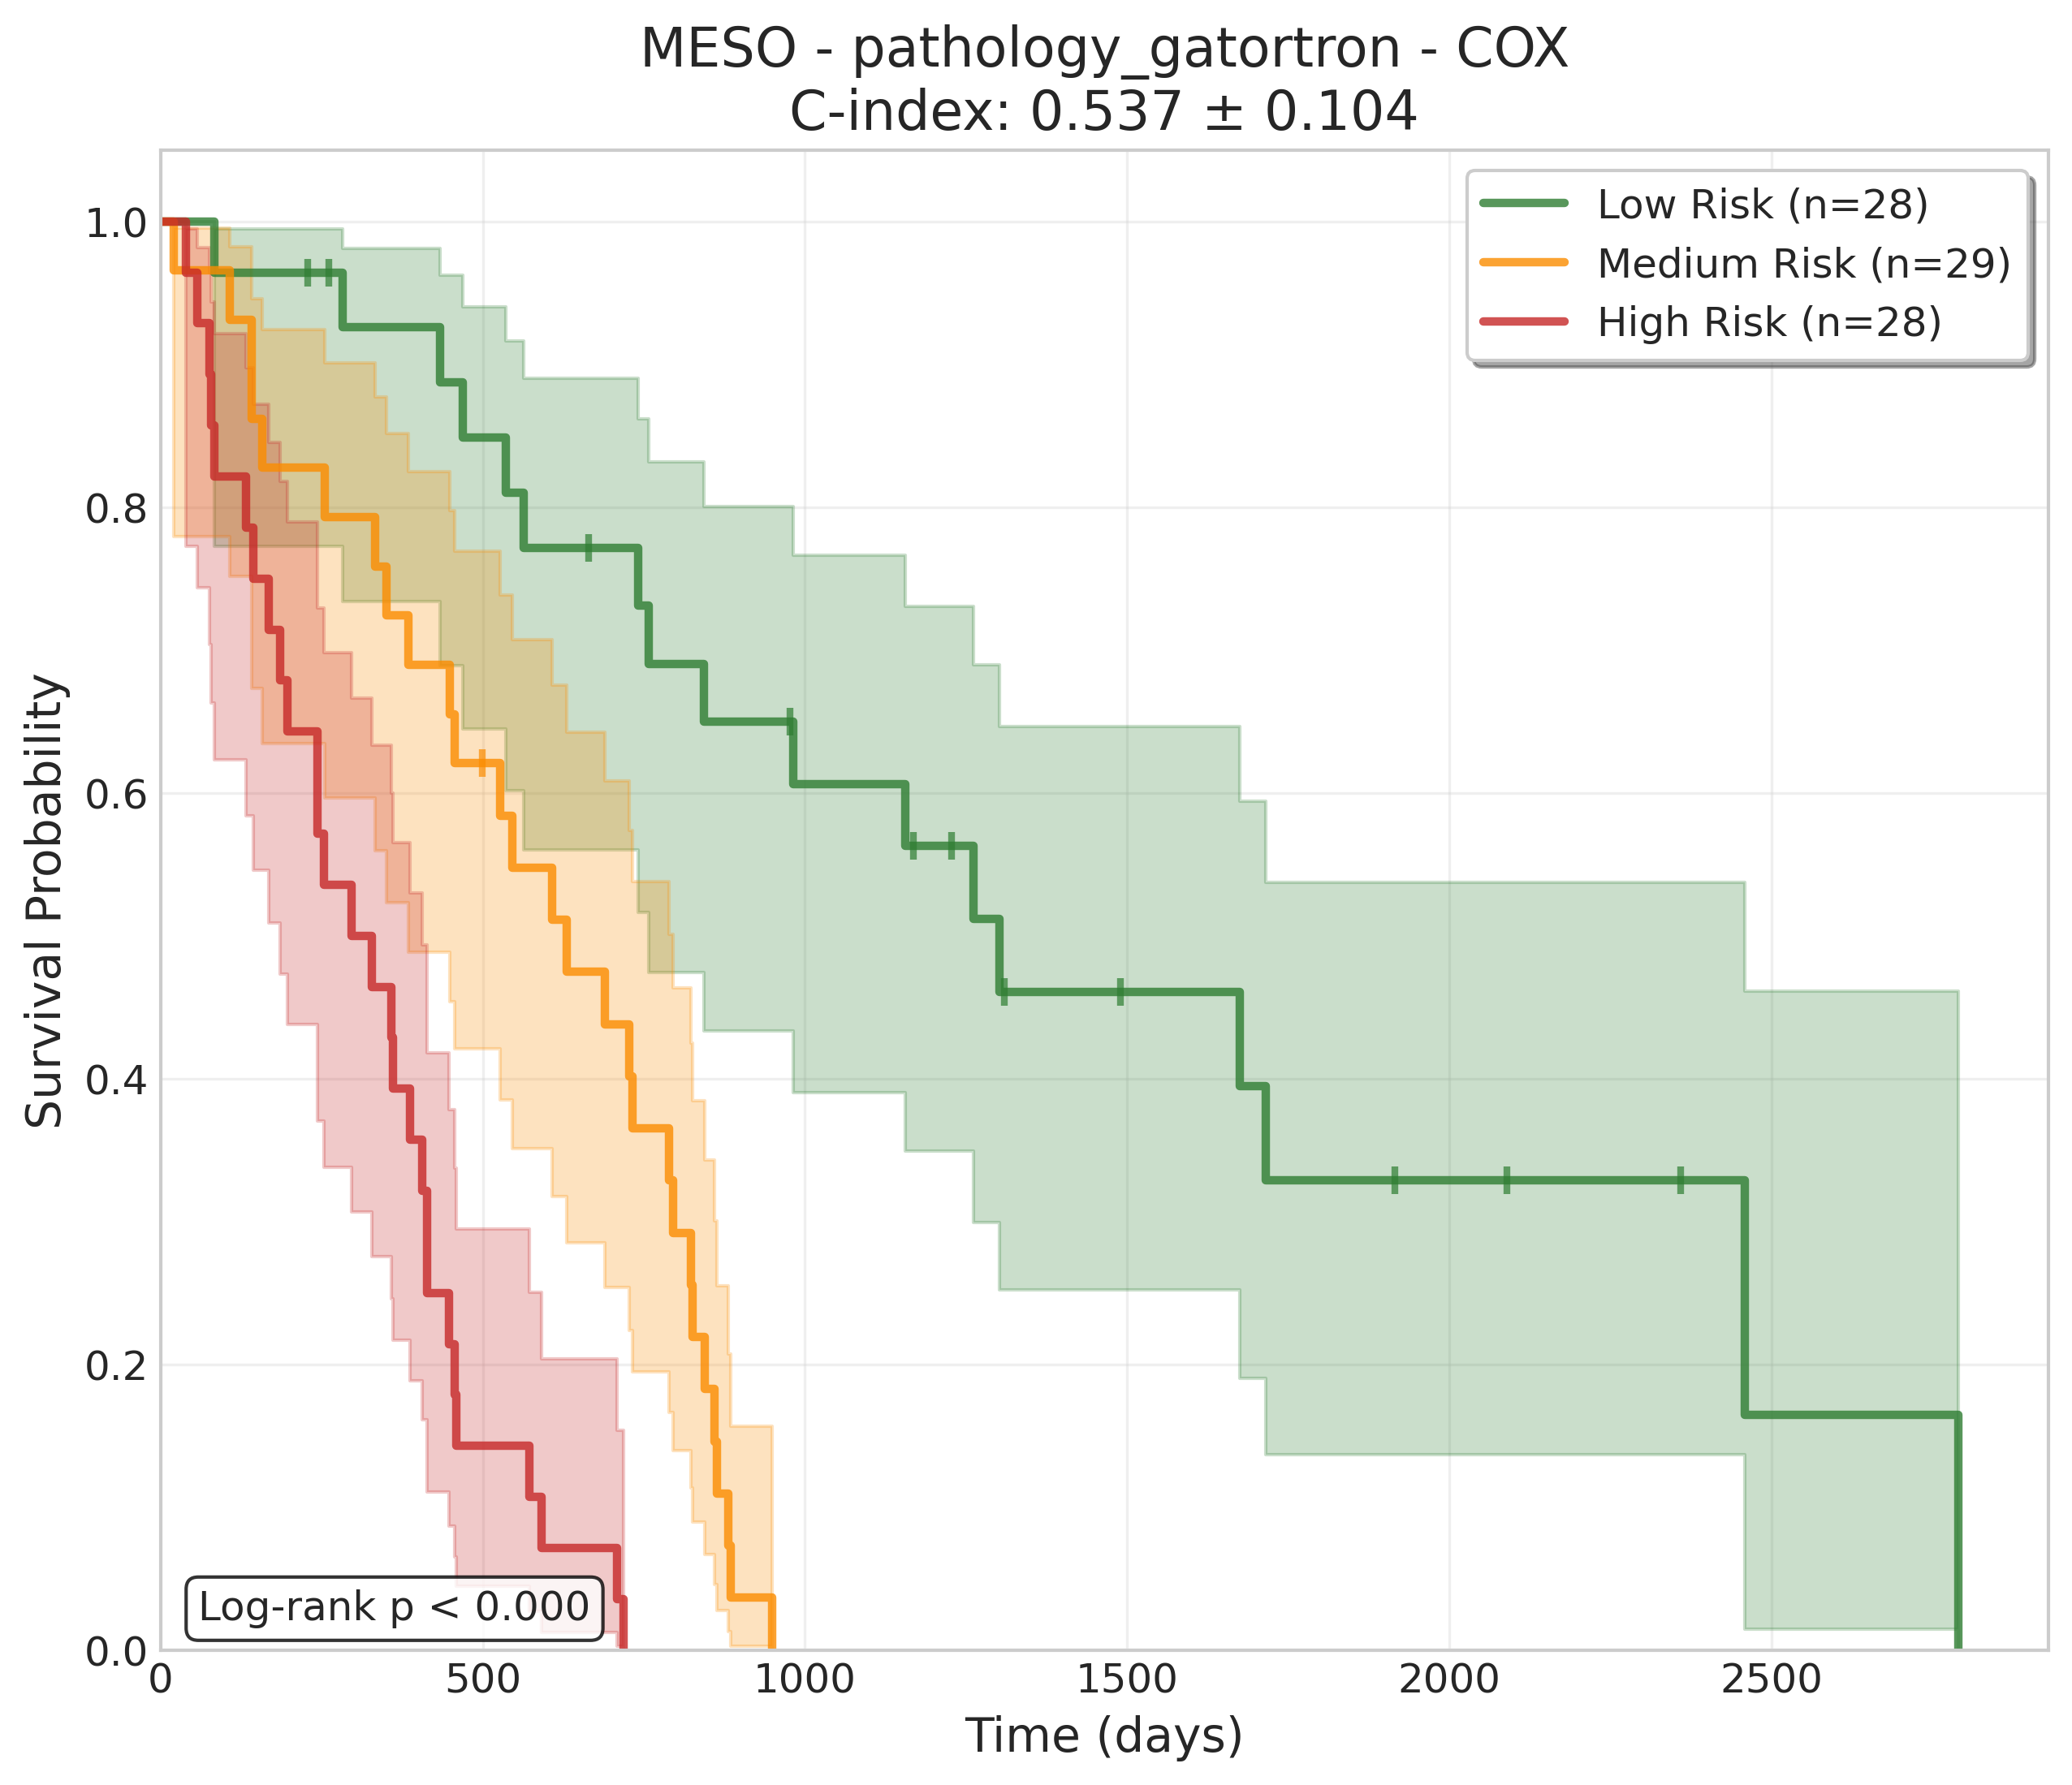 MESO - pathology_gatortron - COX
C-index: 0.537 ± 0.104
Low Risk (n=28)
Medium Risk (n=29)
High Risk (n=28)
Survival Probability
1.0
0.8
0.6
0.4
0.2
0.0
Log-rank p < 0.000
0 500 1000 1500 2000 2500
Time (days)